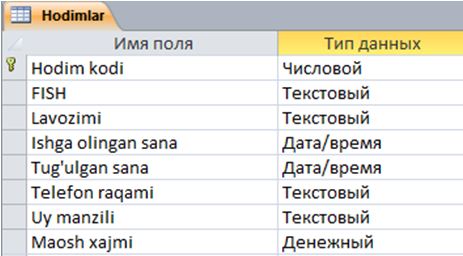 Hodimlar
Имя поля Тип данных
Hodim kodi Числовой
FISH Текстовый
Lavozimi Текстовый
Ishga olingan sana Дата/время
Tug'ulgan sana Дата/время
Telefon raqami Текстовый
Uy manzili Текстовый
Maosh xajmi Денежный